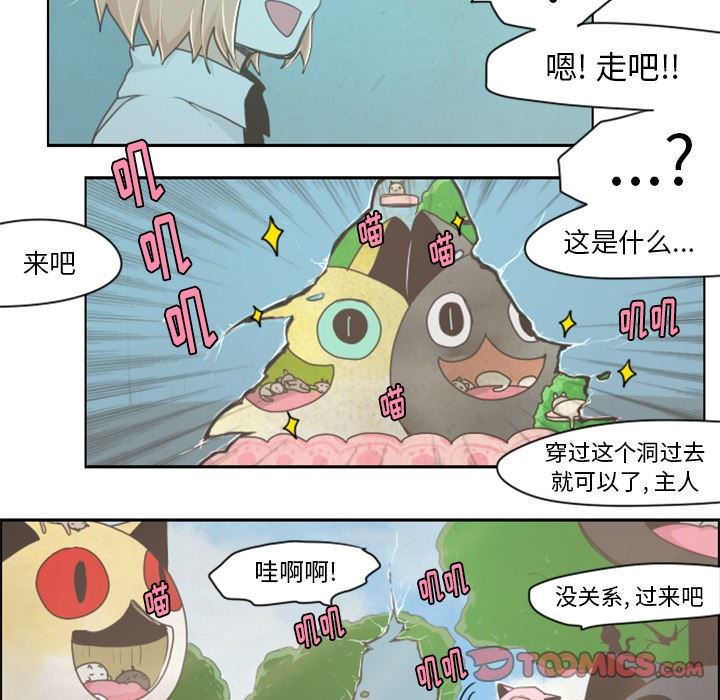 嗯! 走吧!!
...?
叽
叽
叽
来吧
喵
喵
这是什么...
叽叽
喵
穿过这个洞过去
就可以了, 主人
喵
哇啊啊!
叽叽
叽叽
叽叽
没关系, 过来吧
TOOMICS.COM